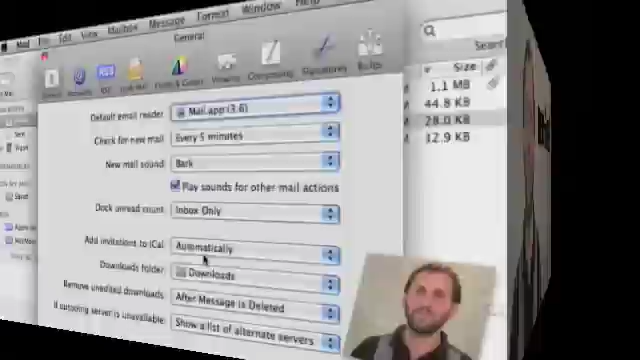 Mail File Edit View Mailbox Message Format Window Help
General
Search
Composing Signatures Rules
Size
Default email reader: Mail.app (3.6)
1.1 MB
44.8 KB
Check for new mail: Every 5 minutes
28.0 KB
New mail sound: Bark
12.9 KB
Play sounds for other mail actions
Dock unread count: Inbox Only
Add invitations to iCal: Automatically
Downloads folder: Downloads
Remove unedited downloads: After Message is Deleted
If outgoing server is unavailable: Show a list of alternate servers